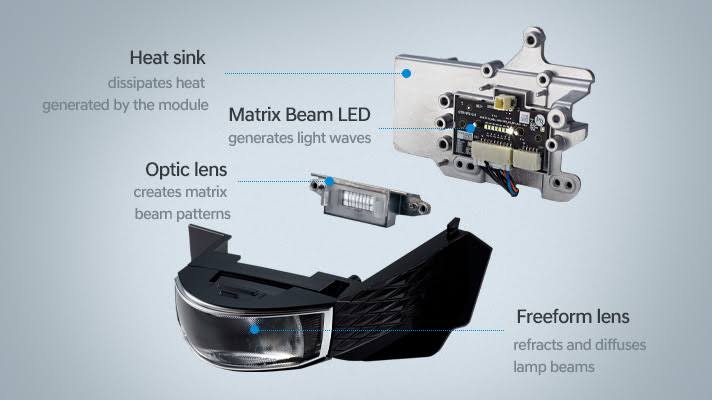 Heat sink
dissipates heat
generated by the module
Matrix Beam LED
generates light waves
Optic lens
creates matrix
beam patterns
Freeform lens
refracts and diffuses
lamp beams